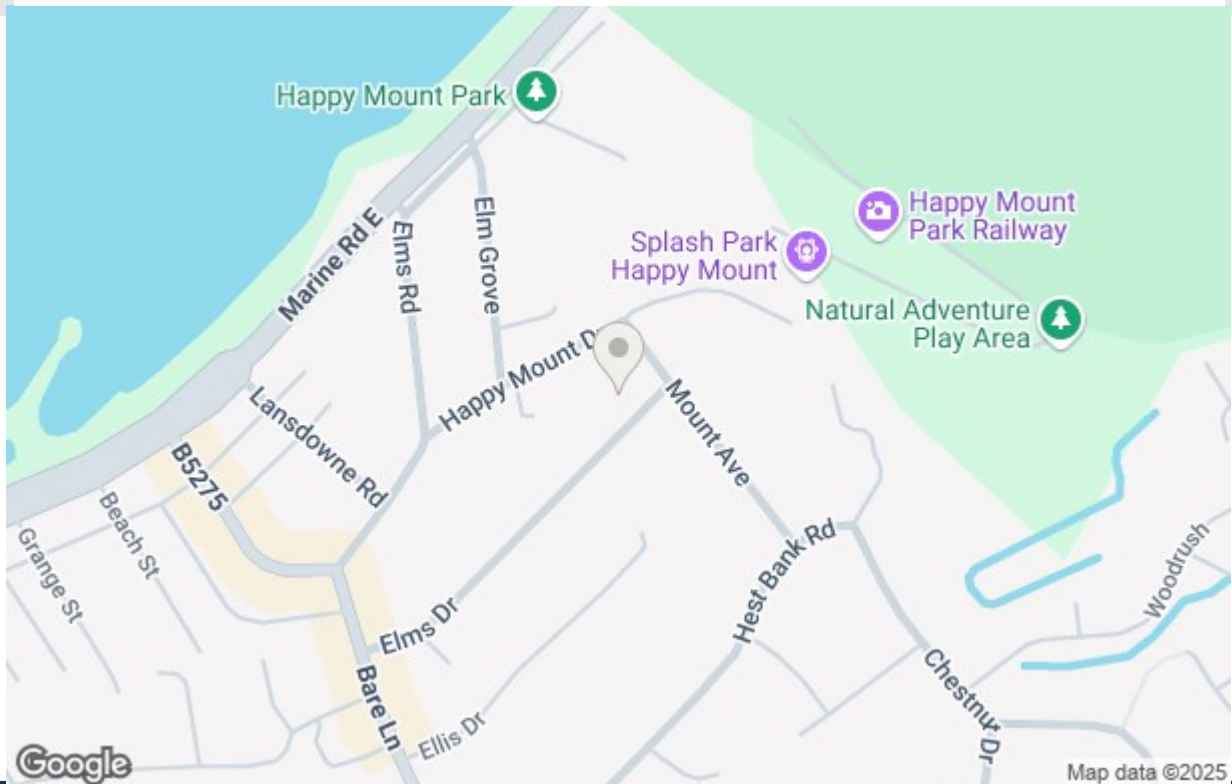 Happy Mount Park
Happy Mount
Park Railway
Splash Park
Happy Mount
Natural Adventure
Play Area
Marine Rd E
Elms Rd
Elm Grove
Happy Mount D
Lansdowne Rd
Mount Ave
B5275
Beach St
Grange St
Hest Bank Rd
Woodrush
Elms Dr
Bare Ln
Ellis Dr
Chestnut Dr
Google
Map data ©2025